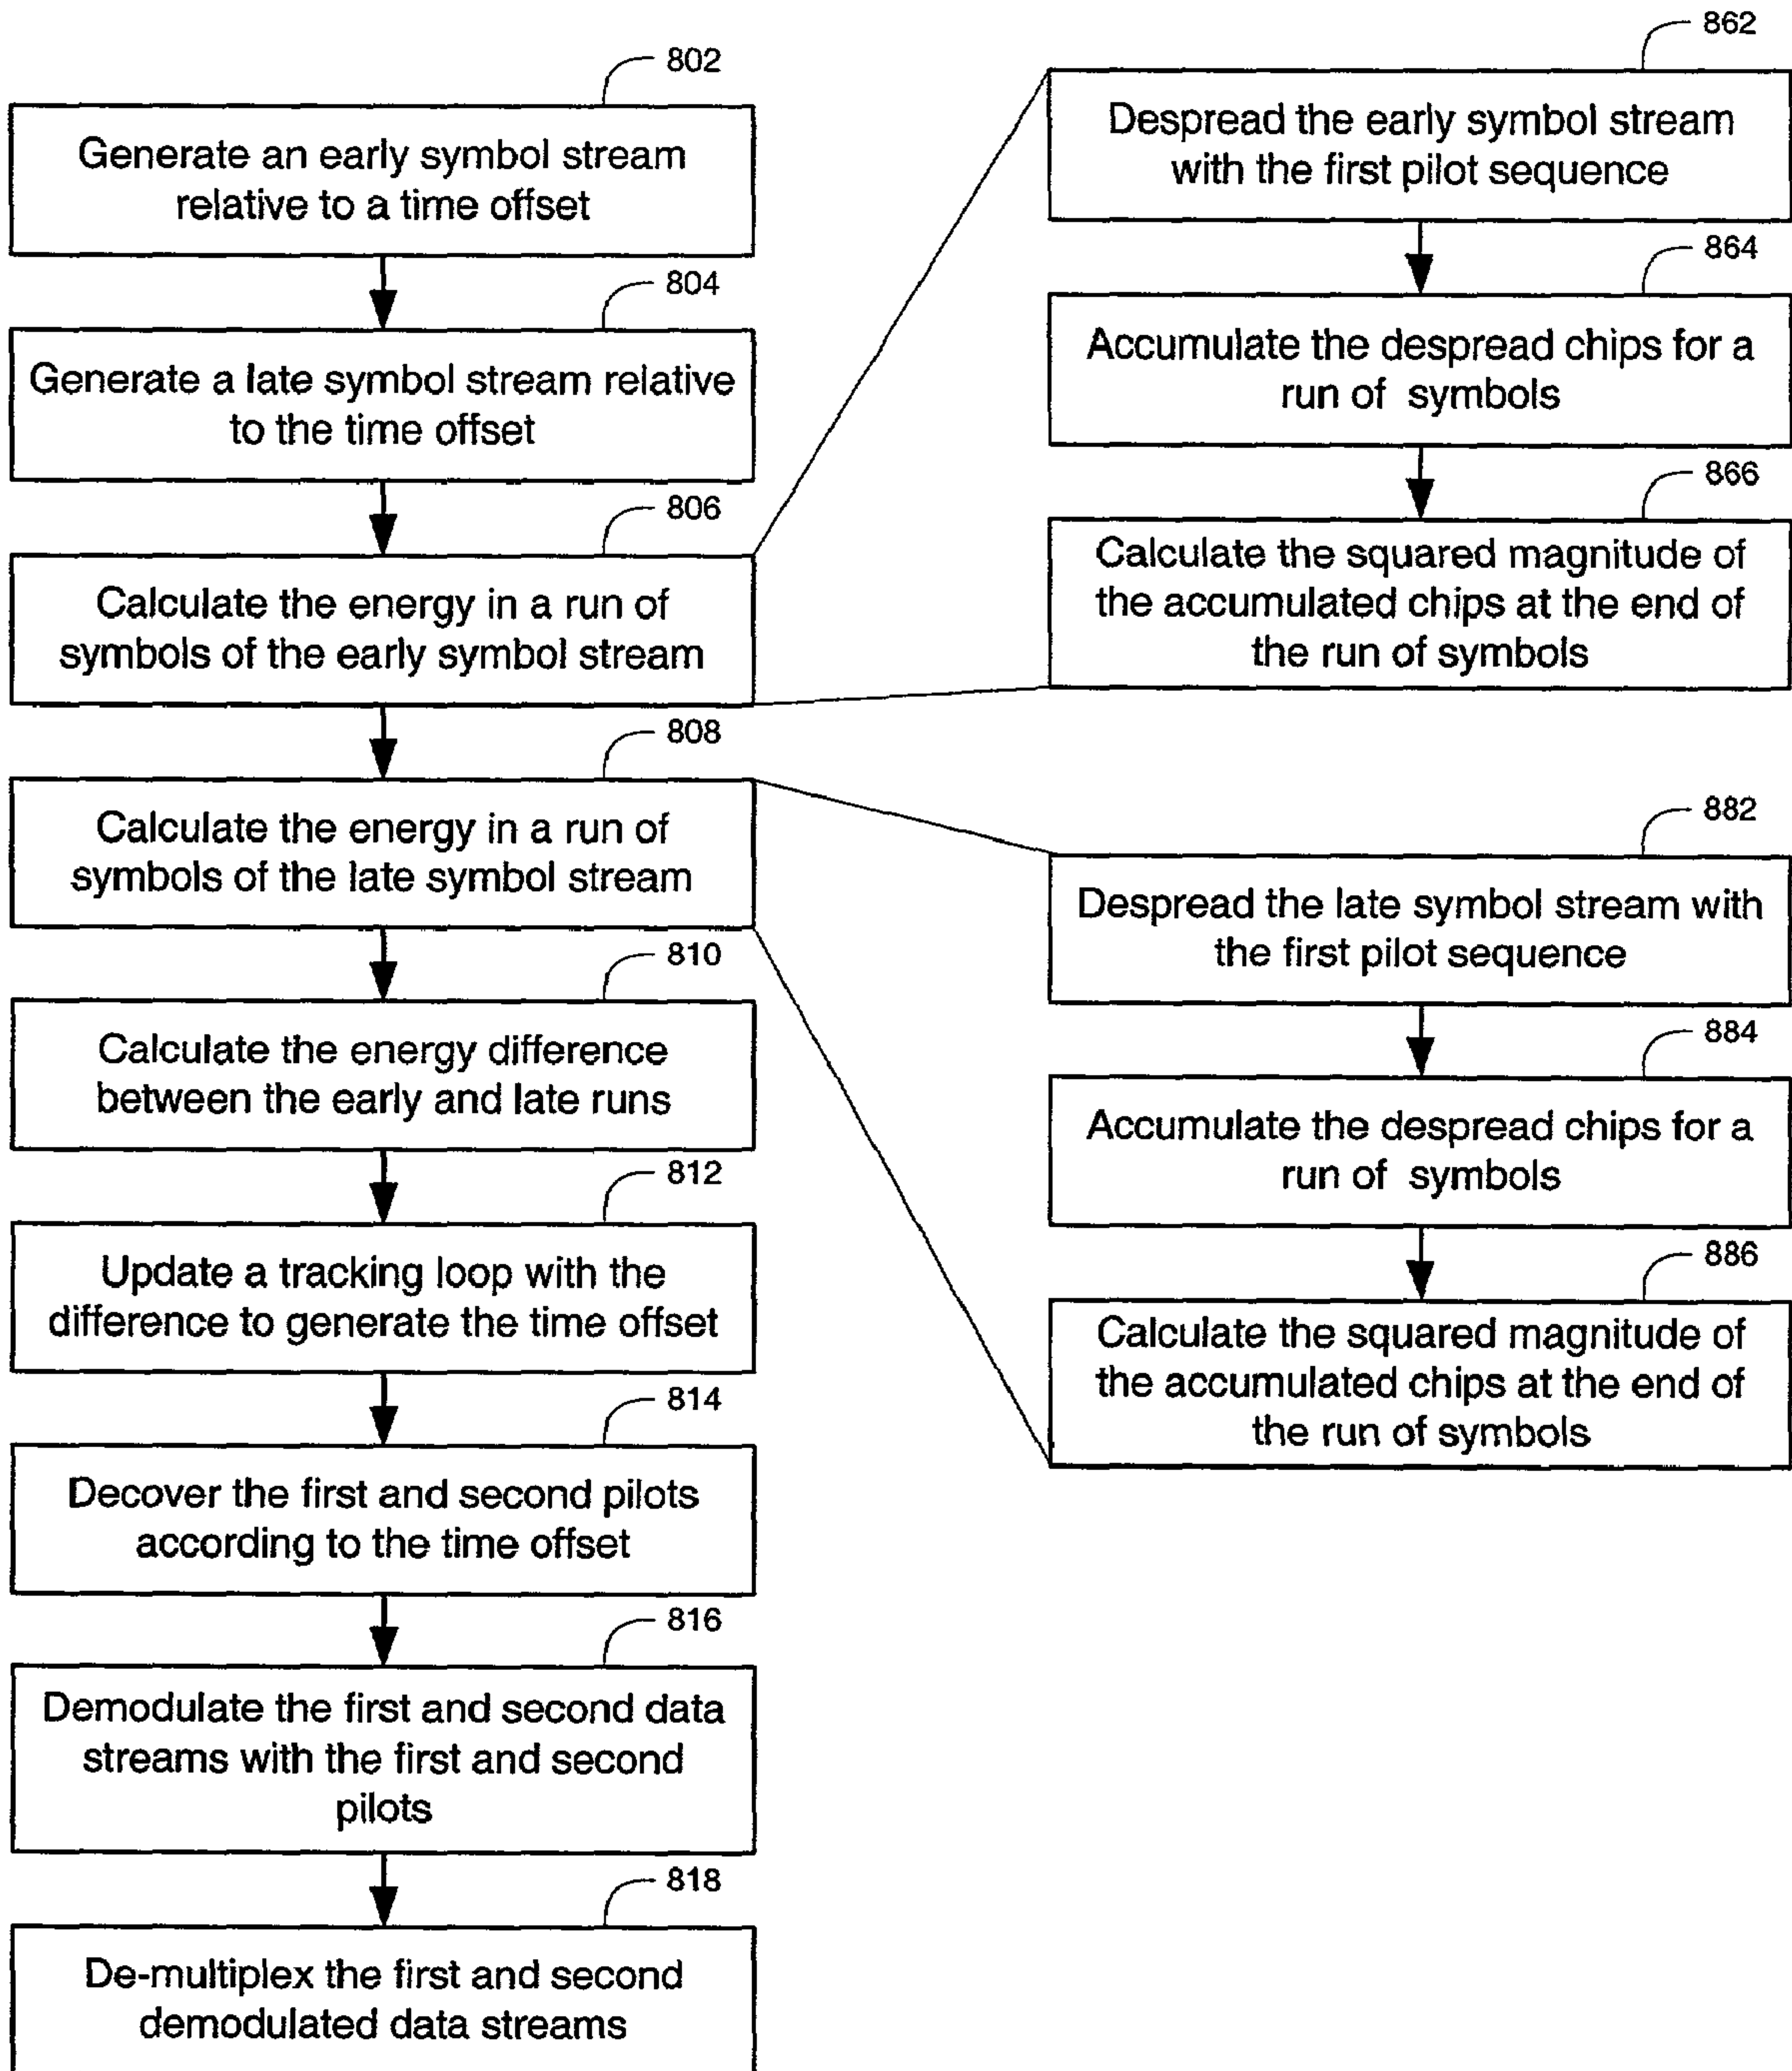 802
Generate an early symbol stream
relative to a time offset
804
Generate a late symbol stream relative
to the time offset
806
Calculate the energy in a run of
symbols of the early symbol stream
808
Calculate the energy in a run of
symbols of the late symbol stream
810
Calculate the energy difference
between the early and late runs
812
Update a tracking loop with the
difference to generate the time offset
814
Decover the first and second pilots
according to the time offset
816
Demodulate the first and second data
streams with the first and second
pilots
818
De-multiplex the first and second
demodulated data streams
862
Despread the early symbol stream
with the first pilot sequence
864
Accumulate the despread chips for a
run of symbols
866
Calculate the squared magnitude of
the accumulated chips at the end of
the run of symbols
882
Despread the late symbol stream with
the first pilot sequence
884
Accumulate the despread chips for a
run of symbols
886
Calculate the squared magnitude of
the accumulated chips at the end of
the run of symbols